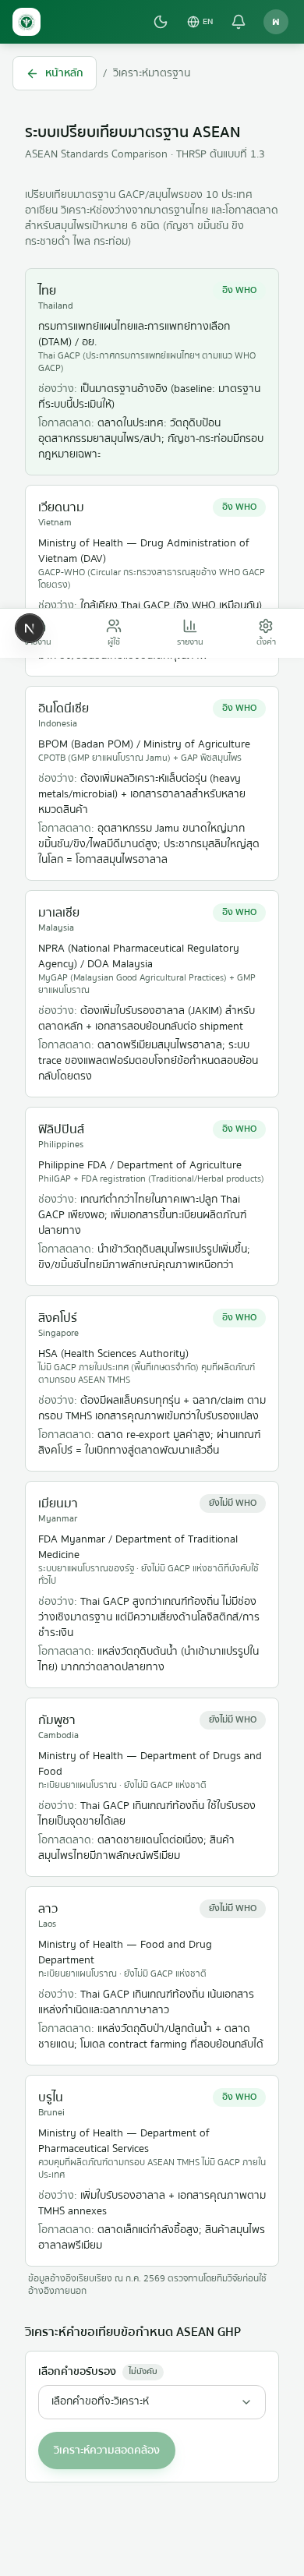 EN
W
← หน้าหลัก / วิเคราะห์มาตรฐาน
ระบบเปรียบเทียบมาตรฐาน ASEAN
ASEAN Standards Comparison · THRSP ต้นแบบที่ 1.3
เปรียบเทียบมาตรฐาน GACP/สมุนไพรของ 10 ประเทศ
อาเซียน วิเคราะห์ช่องว่างจากมาตรฐานไทย และโอกาสตลาด
สำหรับสมุนไพรเป้าหมาย 6 ชนิด (กัญชา ขมิ้นชัน ขิง
กระชายดำ ไพล กระท่อม)
ไทย
อิง WHO
Thailand
กรมการแพทย์แผนไทยและการแพทย์ทางเลือก
(DTAM) / อย.
Thai GACP (ประกาศกรมการแพทย์แผนไทยฯ ตามแนว WHO
GACP)
ช่องว่าง: เป็นมาตรฐานอ้างอิง (baseline: มาตรฐาน
ที่ระบบนี้ประเมินให้)
โอกาสตลาด: ตลาดในประเทศ: วัตถุดิบป้อน
อุตสาหกรรมยาสมุนไพร/สปา; กัญชา-กระท่อมมีกรอบ
กฎหมายเฉพาะ
เวียดนาม
อิง WHO
Vietnam
Ministry of Health — Drug Administration of
Vietnam (DAV)
GACP-WHO (Circular กระทรวงสาธารณสุขอ้าง WHO GACP
โดยตรง)
ช่องว่าง: ใกล้เคียง Thai GACP (อิง WHO เหมือนกัน)
N
ผู้ใช้
รายงาน
ตั้งค่า
อินโดนีเซีย
อิง WHO
Indonesia
BPOM (Badan POM) / Ministry of Agriculture
CPOTB (GMP ยาแผนโบราณ Jamu) + GAP พืชสมุนไพร
ช่องว่าง: ต้องเพิ่มผลวิเคราะห์แล็บต่อรุ่น (heavy
metals/microbial) + เอกสารฮาลาลสำหรับหลาย
หมวดสินค้า
โอกาสตลาด: อุตสาหกรรม Jamu ขนาดใหญ่มาก
ขมิ้นชัน/ขิง/ไพลมีดีมานด์สูง; ประชากรมุสลิมใหญ่สุด
ในโลก = โอกาสสมุนไพรฮาลาล
มาเลเซีย
อิง WHO
Malaysia
NPRA (National Pharmaceutical Regulatory
Agency) / DOA Malaysia
MyGAP (Malaysian Good Agricultural Practices) + GMP
ยาแผนโบราณ
ช่องว่าง: ต้องเพิ่มใบรับรองฮาลาล (JAKIM) สำหรับ
ตลาดหลัก + เอกสารสอบย้อนกลับต่อ shipment
โอกาสตลาด: ตลาดพรีเมียมสมุนไพรฮาลาล; ระบบ
trace ของแพลตฟอร์มตอบโจทย์ข้อกำหนดสอบย้อน
กลับโดยตรง
ฟิลิปปินส์
อิง WHO
Philippines
Philippine FDA / Department of Agriculture
PhilGAP + FDA registration (Traditional/Herbal products)
ช่องว่าง: เกณฑ์ต่ำกว่าไทยในภาคเพาะปลูก Thai
GACP เพียงพอ; เพิ่มเอกสารขึ้นทะเบียนผลิตภัณฑ์
ปลายทาง
โอกาสตลาด: นำเข้าวัตถุดิบสมุนไพรแปรรูปเพิ่มขึ้น;
ขิง/ขมิ้นชันไทยมีภาพลักษณ์คุณภาพเหนือกว่า
สิงคโปร์
อิง WHO
Singapore
HSA (Health Sciences Authority)
ไม่มี GACP ภายในประเทศ (พื้นที่เกษตรจำกัด) คุมที่ผลิตภัณฑ์
ตามกรอบ ASEAN TMHS
ช่องว่าง: ต้องมีผลแล็บครบทุกรุ่น + ฉลาก/claim ตาม
กรอบ TMHS เอกสารคุณภาพเข้มกว่าใบรับรองแปลง
โอกาสตลาด: ตลาด re-export มูลค่าสูง; ผ่านเกณฑ์
สิงคโปร์ = ใบเบิกทางสู่ตลาดพัฒนาแล้วอื่น
เมียนมา
ยังไม่มี WHO
Myanmar
FDA Myanmar / Department of Traditional
Medicine
ระบบยาแผนโบราณของรัฐ · ยังไม่มี GACP แห่งชาติที่บังคับใช้
ทั่วไป
ช่องว่าง: Thai GACP สูงกว่าเกณฑ์ท้องถิ่น ไม่มีช่อง
ว่างเชิงมาตรฐาน แต่มีความเสี่ยงด้านโลจิสติกส์/การ
ชำระเงิน
โอกาสตลาด: แหล่งวัตถุดิบต้นน้ำ (นำเข้ามาแปรรูปใน
ไทย) มากกว่าตลาดปลายทาง
กัมพูชา
ยังไม่มี WHO
Cambodia
Ministry of Health — Department of Drugs and
Food
ทะเบียนยาแผนโบราณ · ยังไม่มี GACP แห่งชาติ
ช่องว่าง: Thai GACP เกินเกณฑ์ท้องถิ่น ใช้ใบรับรอง
ไทยเป็นจุดขายได้เลย
โอกาสตลาด: ตลาดชายแดนโตต่อเนื่อง; สินค้า
สมุนไพรไทยมีภาพลักษณ์พรีเมียม
ลาว
ยังไม่มี WHO
Laos
Ministry of Health — Food and Drug
Department
ทะเบียนยาแผนโบราณ · ยังไม่มี GACP แห่งชาติ
ช่องว่าง: Thai GACP เกินเกณฑ์ท้องถิ่น เน้นเอกสาร
แหล่งกำเนิดและฉลากภาษาลาว
โอกาสตลาด: แหล่งวัตถุดิบป่า/ปลูกต้นน้ำ + ตลาด
ชายแดน; โมเดล contract farming ที่สอบย้อนกลับได้
บรูไน
อิง WHO
Brunei
Ministry of Health — Department of
Pharmaceutical Services
ควบคุมที่ผลิตภัณฑ์ตามกรอบ ASEAN TMHS ไม่มี GACP ภายใน
ประเทศ
ช่องว่าง: เพิ่มใบรับรองฮาลาล + เอกสารคุณภาพตาม
TMHS annexes
โอกาสตลาด: ตลาดเล็กแต่กำลังซื้อสูง; สินค้าสมุนไพร
ฮาลาลพรีเมียม
ข้อมูลอ้างอิงเรียบเรียง ณ ก.ค. 2569 ตรวจทานโดยทีมวิจัยก่อนใช้
อ้างอิงภายนอก
วิเคราะห์คำขอเทียบข้อกำหนด ASEAN GHP
เลือกคำขอรับรอง ไม่บังคับ
เลือกคำขอที่จะวิเคราะห์
วิเคราะห์ความสอดคล้อง